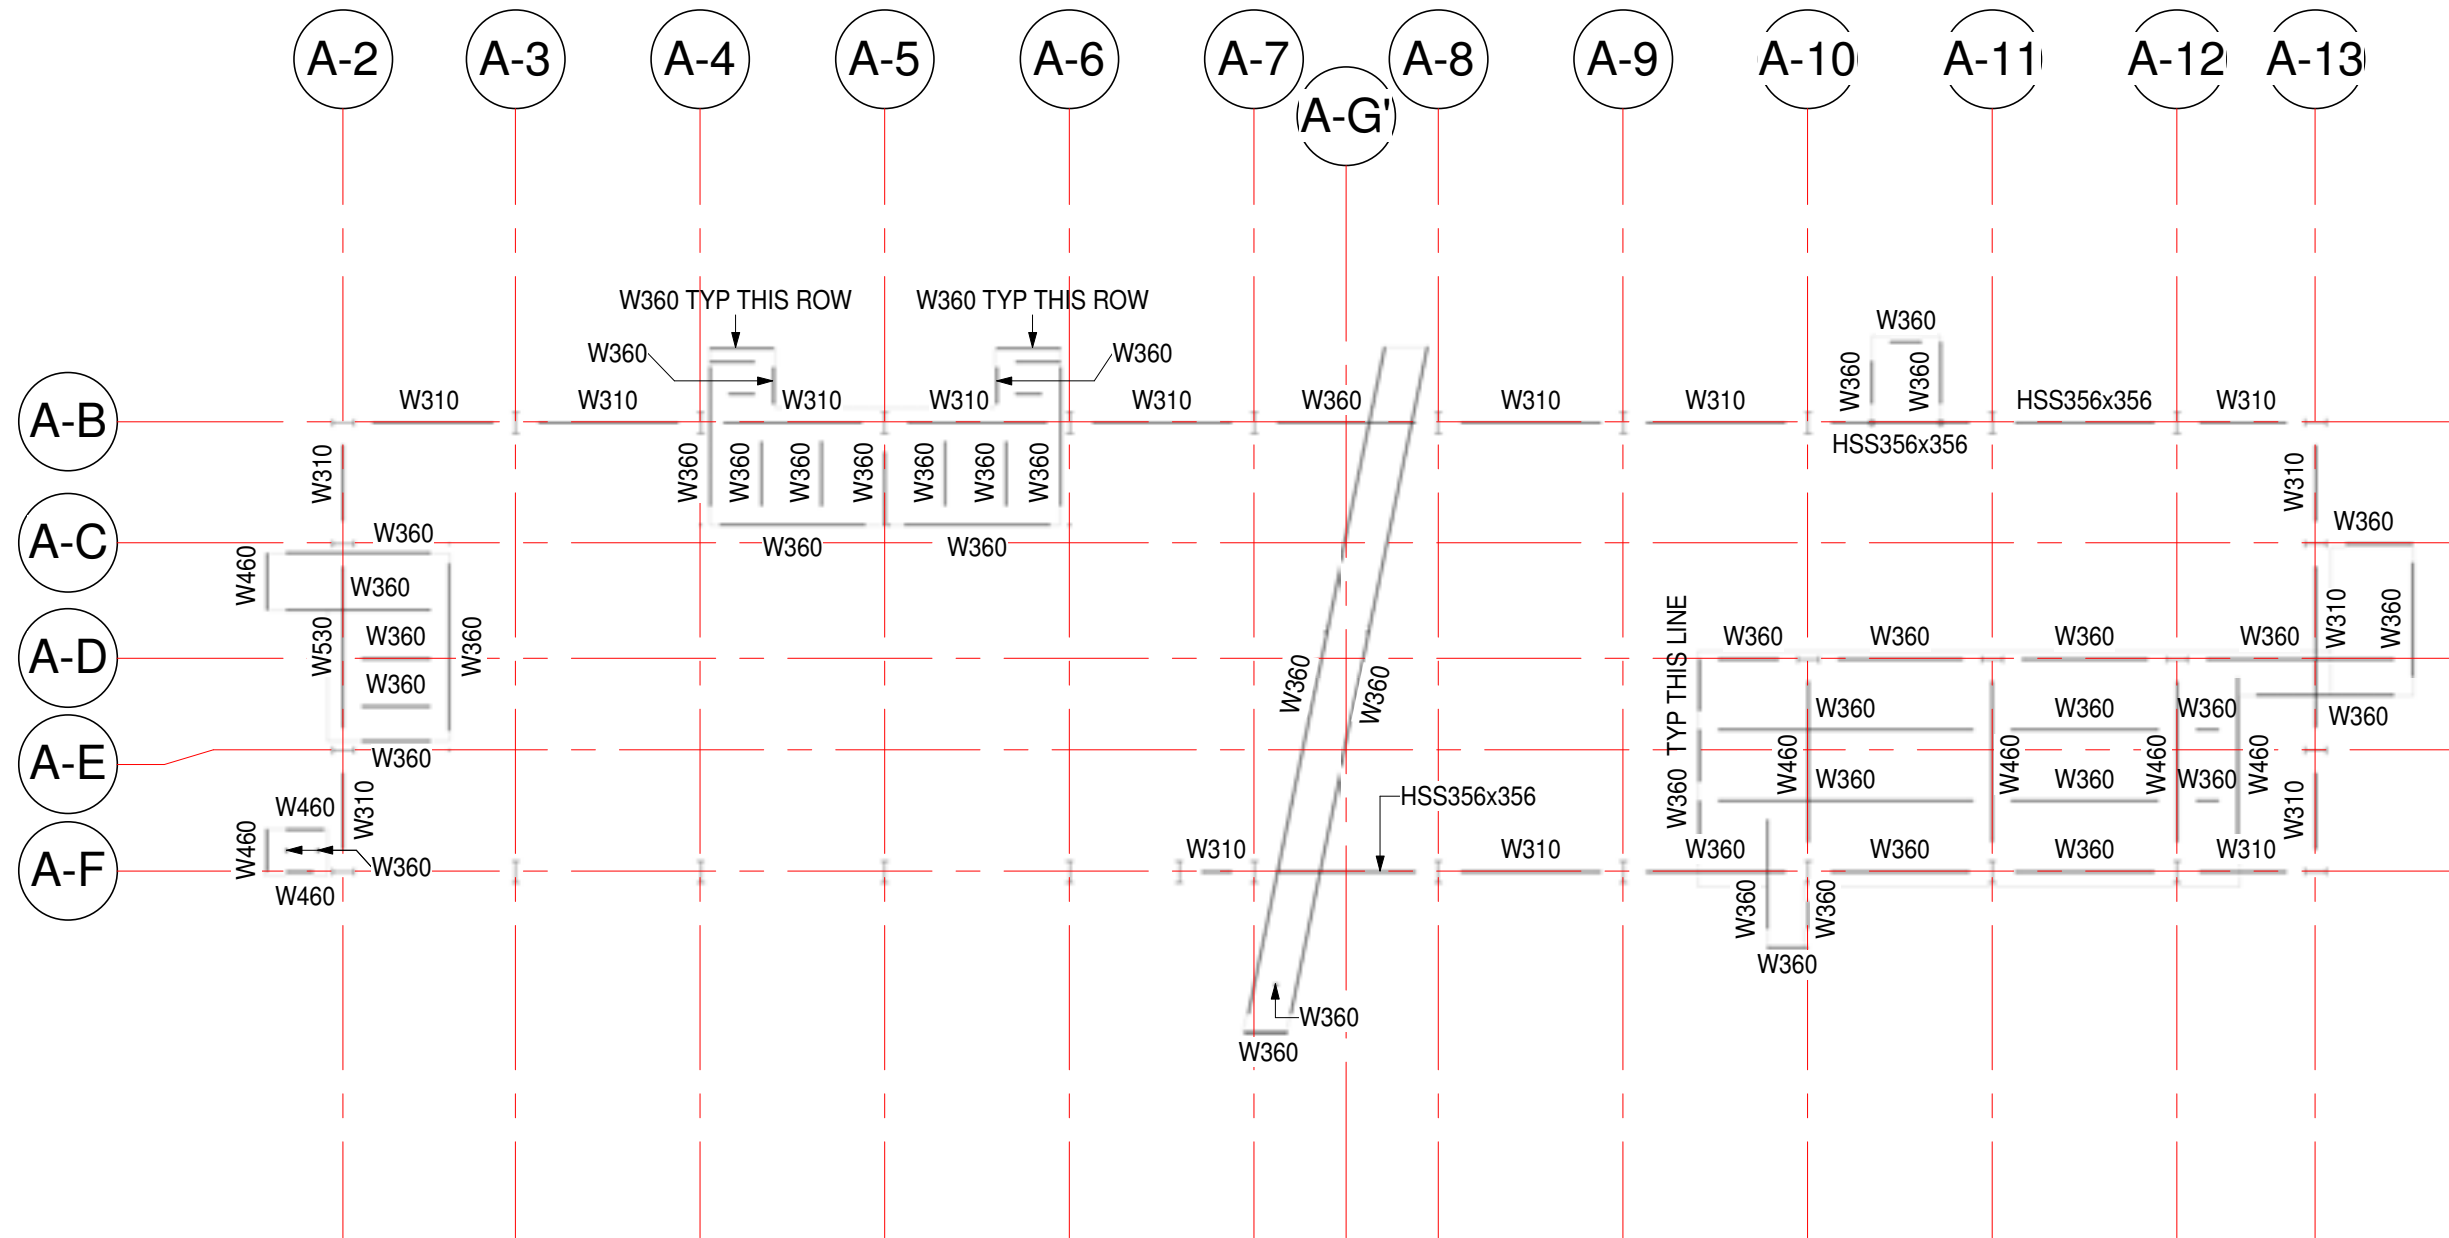 A-2 A-3 A-4 A-5 A-6 A-7 A-8 A-9 A-10 A-11 A-12 A-13
A-G'
W360 TYP THIS ROW W360 TYP THIS ROW
W360
W360 W360
W360 W360
A-B
W310 W310 W310 W310 W310 W360 W310 W310 HSS356x356 W310
HSS356x356
W310 W360 W360 W360 W360 W360 W360 W360 W310
A-C
W360 W360
W360 W360
W460 W360
W310 W360
A-D
W530 W360 W360
W360 W360 W360 W360
W360 W360
W360 TYP THIS LINE
W360
W360 W360 W360 W360
A-E
W360
W460 W460 W460 W460
W360 W360 W360
HSS356x356
W460 W310 W310
A-F
W460 W310 W310 W360 W360 W360 W310
W360
W460
W360 W360
W360
W360
W360